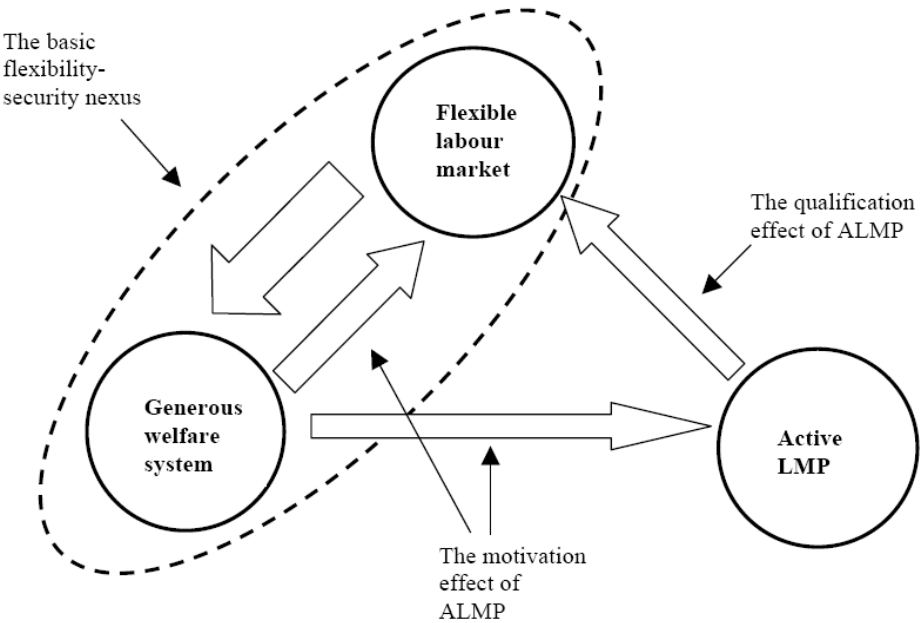 The basic
flexibility-
security nexus
Flexible
labour
market
The qualification
effect of ALMP
Generous
welfare
system
Active
LMP
The motivation
effect of
ALMP